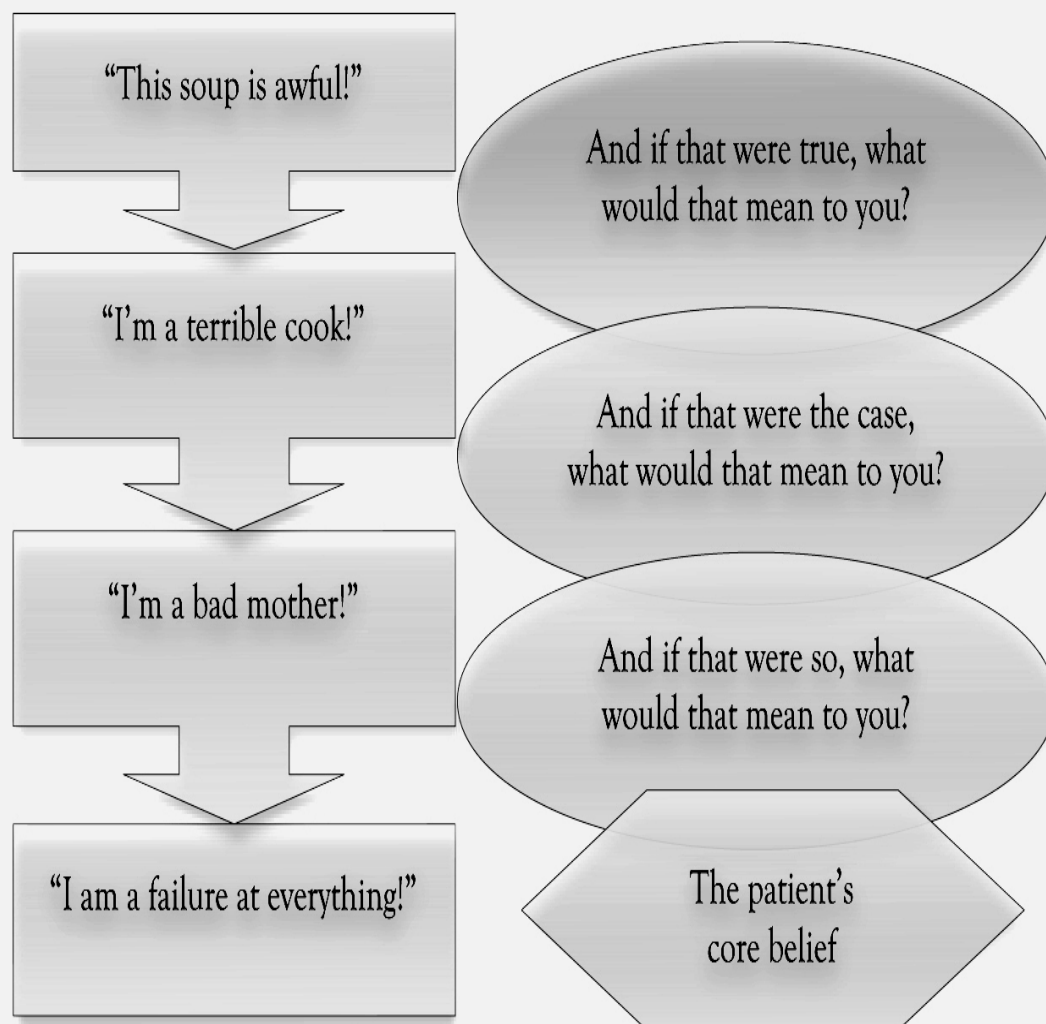 “This soup is awful!”
And if that were true, what
would that mean to you?
“I’m a terrible cook!”
And if that were the case,
what would that mean to you?
“I’m a bad mother!”
And if that were so, what
would that mean to you?
“I am a failure at everything!”
The patient’s
core belief